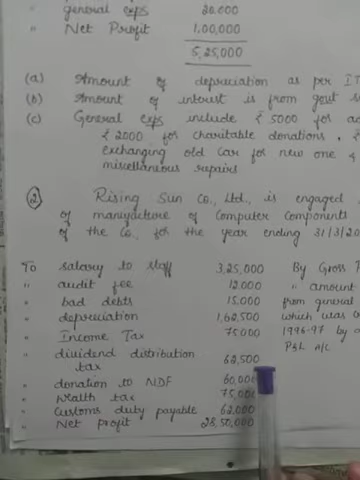 " general exps 20,000
" Net Profit 1,00,000
5,25,000
(a) Amount of depreciation as per IT
(b) Amount of interest is from govt
(c) General exps include ₹ 5000 for
₹ 2000 for charitable donations, ₹
exchanging old Car for new one &
miscellaneous repairs
(2) Rising Sun Co., Ltd., is engaged
of manufacture of Computer Components
of the Co., for the year ending 31/3/20
To salary to staff 3,25,000 By Gross P
" audit fee 12,000 " amount
" bad debts 15,000 from general
" depreciation 1,62,500 which was
" Income Tax 75,000 1996-97 by
" dividend distribution tax 62,500 P&L A/c
" donation to NDF 60,000
" wealth tax 75,000
" Customs duty payable 62,000
" Net profit 28,50,000